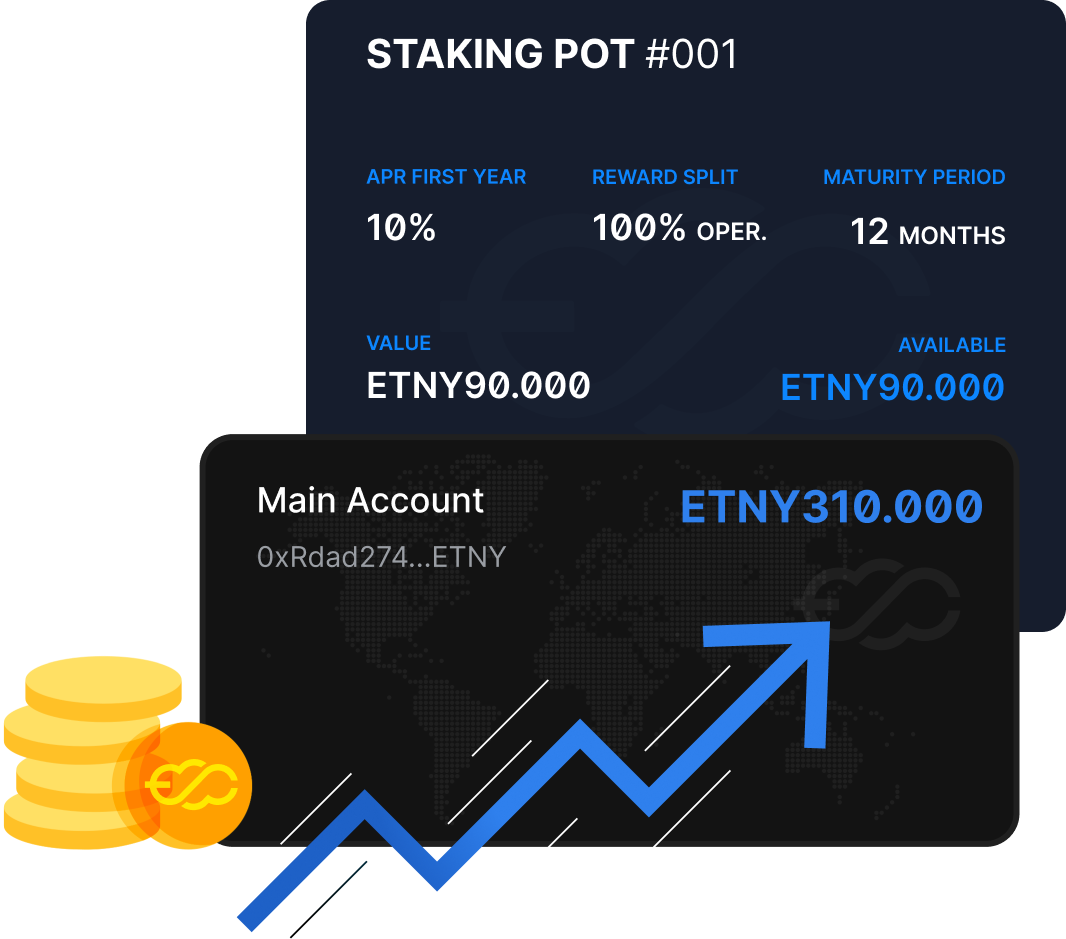 STAKING POT #001
APR FIRST YEAR REWARD SPLIT MATURITY PERIOD
10% 100% OPER. 12 MONTHS
VALUE AVAILABLE
ETNY90.000 ETNY90.000
Main Account ETNY310.000
0xRdad274...ETNY